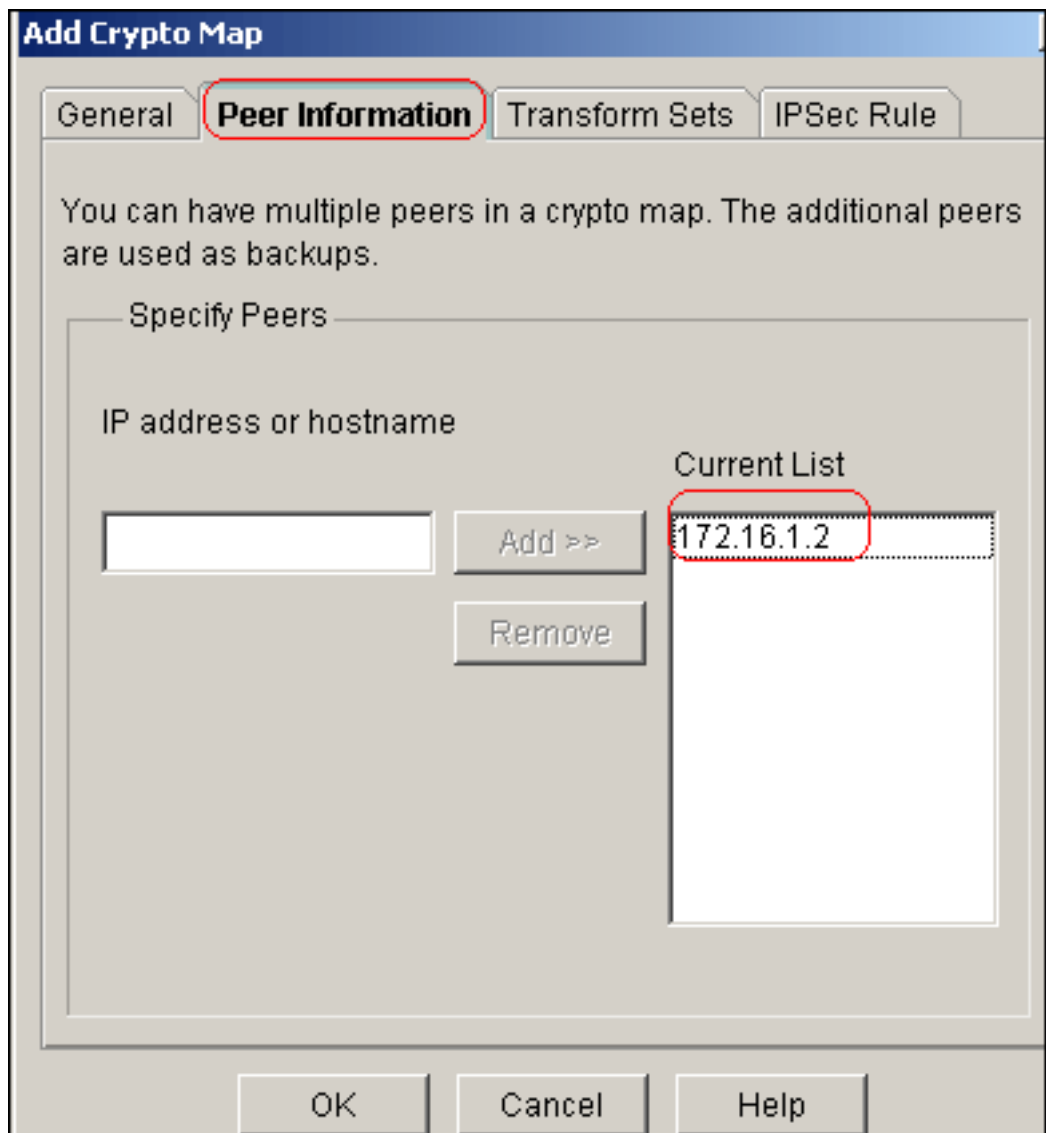 Add Crypto Map
General
Peer Information
Transform Sets
IPSec Rule
You can have multiple peers in a crypto map. The additional peers
are used as backups.
Specify Peers
IP address or hostname
Current List
Add >>
172.16.1.2
Remove
OK
Cancel
Help